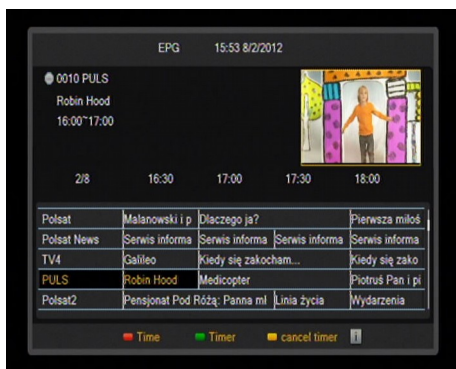 EPG 15:53 8/2/2012
0010 PULS
Robin Hood
16:00~17:00
2/8 16:30 17:00 17:30 18:00
Polsat Malanowski i p Dlaczego ja? Pierwsza miloś
Polsat News Serwis informa Serwis informa Serwis informa Serwis informa
TV4 Galileo Kiedy się zakocham... Kiedy się zako
PULS Robin Hood Medicopter Piotruś Pan i pi
Polsat2 Pensjonat Pod Różą: Panna mł Linia życia Wydarzenia
Time Timer cancel timer i